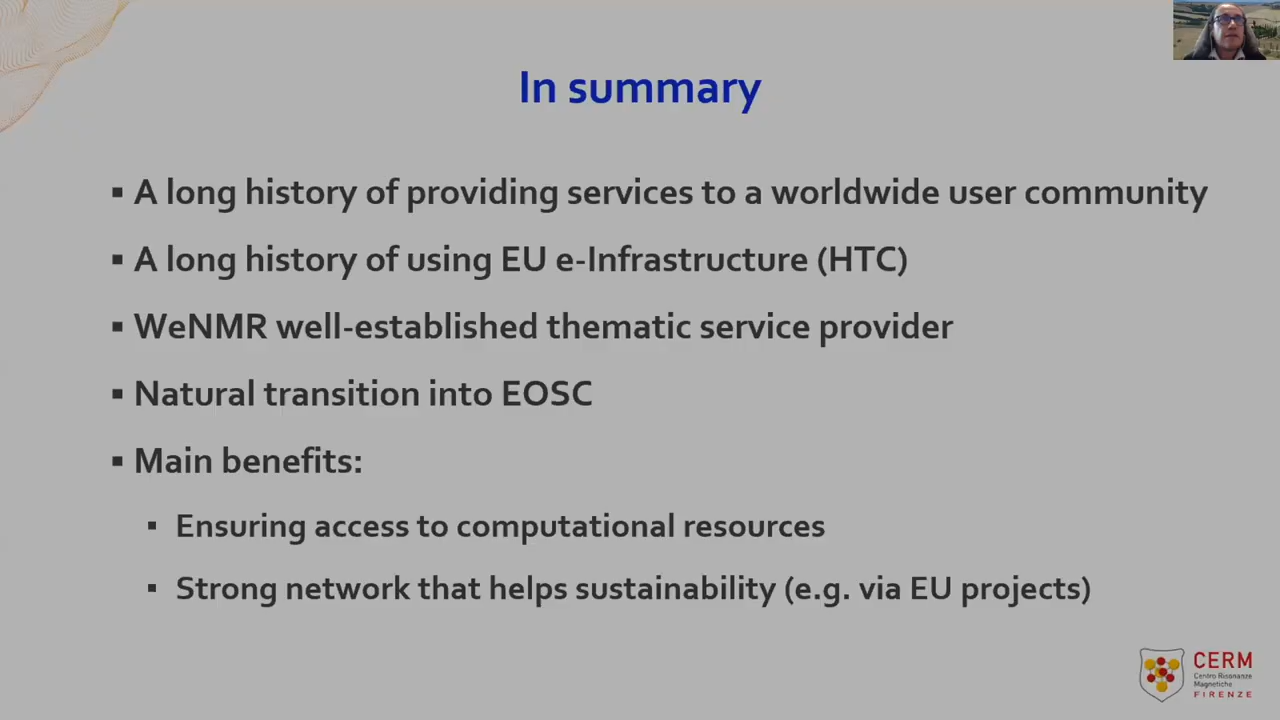 In summary
▪ A long history of providing services to a worldwide user community
▪ A long history of using EU e-Infrastructure (HTC)
▪ WeNMR well-established thematic service provider
▪ Natural transition into EOSC
▪ Main benefits:
▪ Ensuring access to computational resources
▪ Strong network that helps sustainability (e.g. via EU projects)
CERM
Centro Risonanze
Magnetiche
FIRENZE